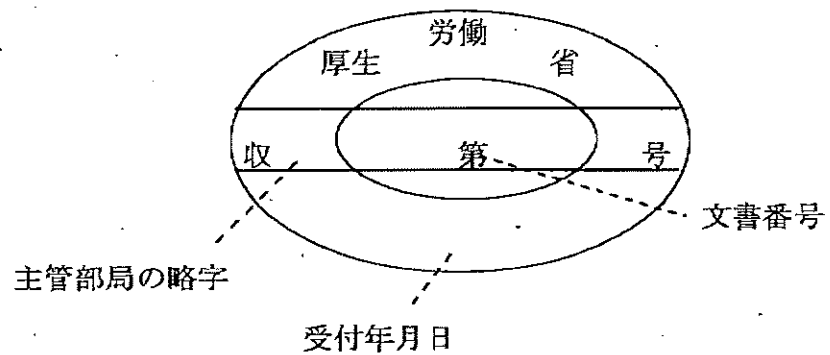 厚生労働省
収 第 号
文書番号
主管部局の略字
受付年月日